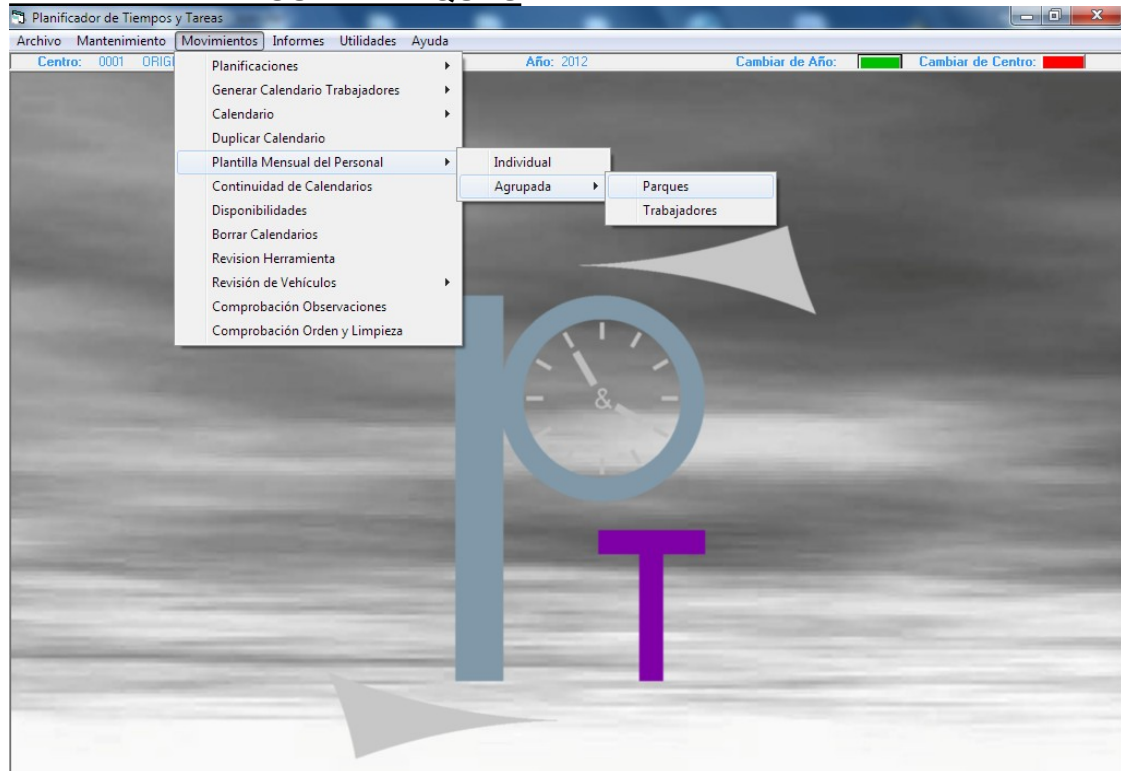 Planificador de Tiempos y Tareas
Archivo Mantenimiento Movimientos Informes Utilidades Ayuda
Centro: 0001 Año: 2012 Cambiar de Año: Cambiar de Centro:
Planificaciones
Generar Calendario Trabajadores
Calendario
Duplicar Calendario
Plantilla Mensual del Personal
Individual
Continuidad de Calendarios
Agrupada
Parques
Disponibilidades
Trabajadores
Borrar Calendarios
Revision Herramienta
Revisión de Vehículos
Comprobación Observaciones
Comprobación Orden y Limpieza
&
p
T